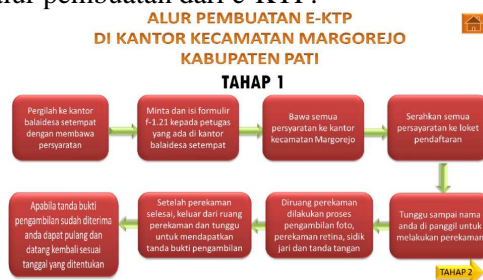 alur pembuatan dari e-KTP?
ALUR PEMBUATAN E-KTP
DI KANTOR KECAMATAN MARGOREJO
KABUPATEN PATI
TAHAP 1
Pergilah ke kantor
balaidesa setempat
dengan membawa
persyaratan
Minta dan isi formulir
f-1.21 kepada petugas
yang ada di kantor
balaidesa setempat
Bawa semua
persyaratan ke kantor
kecamatan Margorejo
Serahkan semua
persayaratan ke loket
pendaftaran
Tunggu sampai nama
anda di panggil untuk
melakukan perekaman
Diruang perekaman
dilakukan proses
pengambilan foto,
perekaman retina, sidik
jari dan tanda tangan
Setelah perekaman
selesai, keluar dari ruang
perekaman dan tunggu
untuk mendapatkan
tanda bukti pengambilan
Apabila tanda bukti
pengambilan sudah diterima
anda dapat pulang dan
datang kembali sesuai
tanggal yang ditentukan
TAHAP 2